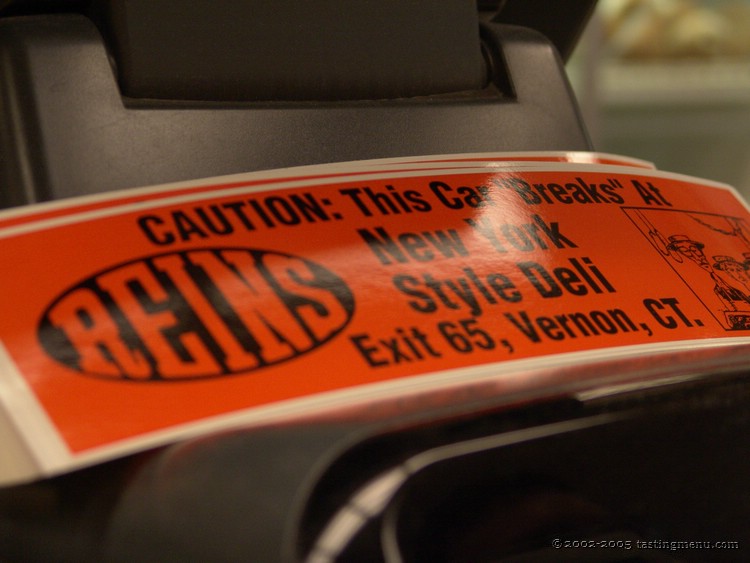 CAUTION: This Car "Breaks" At
REINS
New York
Style Deli
Exit 65, Vernon, CT.
©2002-2005 tastingmenu.com